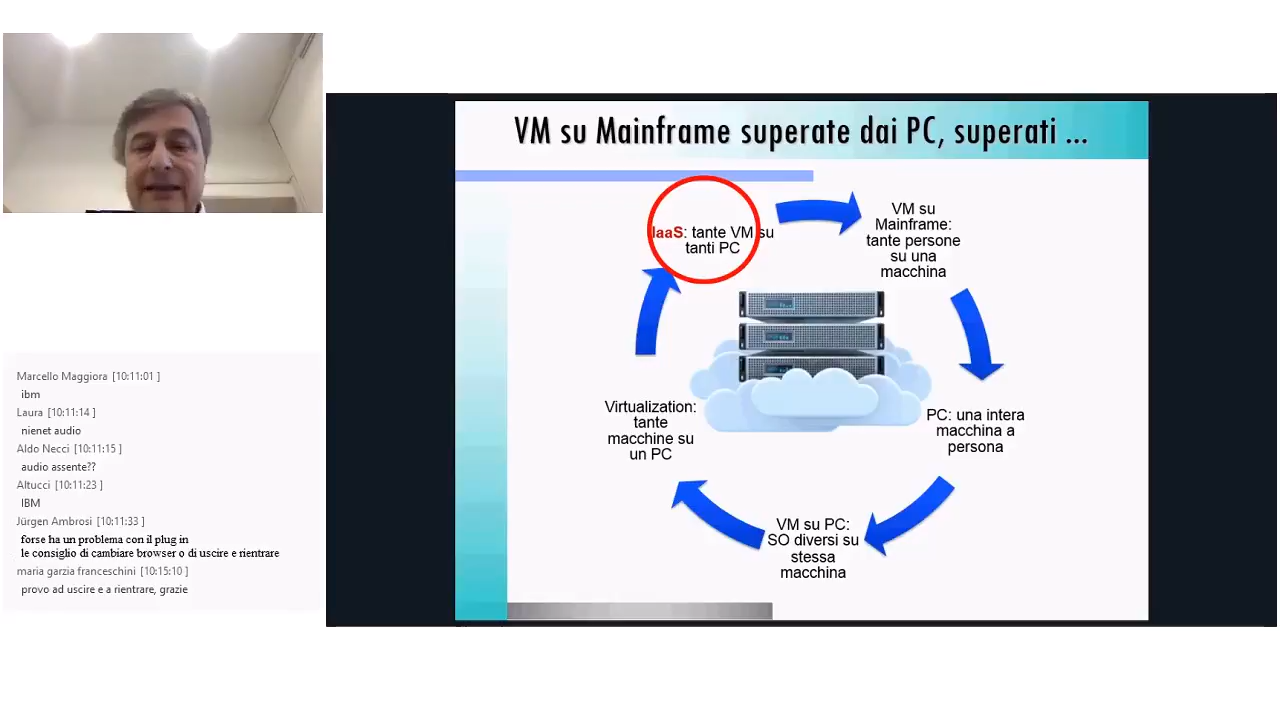 VM su Mainframe superate dai PC, superati ...
IaaS: tante VM su
tanti PC
VM su
Mainframe:
tante persone
su una
macchina
PC: una intera
macchina a
persona
VM su PC:
SO diversi su
stessa
macchina
Virtualization:
tante
macchine su
un PC
Marcello Maggiora [10:11:01 ]
ibm
Laura [10:11:14 ]
nienet audio
Aldo Necci [10:11:15 ]
audio assente??
Altucci [10:11:23 ]
IBM
Jürgen Ambrosi [10:11:33 ]
forse ha un problema con il plug in
le consiglio di cambiare browser o di uscire e rientrare
maria garzia franceschini [10:15:10 ]
provo ad uscire e a rientrare, grazie